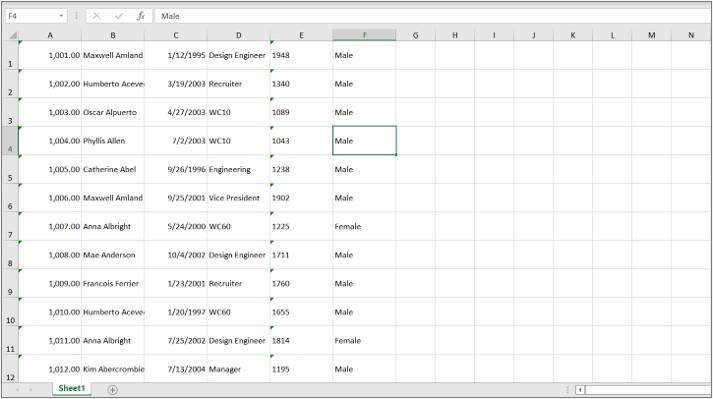 F4 fx Male
A B C D E F G H I J K L M N
1 1,001.00 Maxwell Amland 1/12/1995 Design Engineer 1948 Male
2 1,002.00 Humberto Aceve 3/19/2003 Recruiter 1340 Male
3 1,003.00 Oscar Alpuerto 4/27/2003 WC10 1089 Male
4 1,004.00 Phyllis Allen 7/2/2003 WC10 1043 Male
5 1,005.00 Catherine Abel 9/26/1996 Engineering 1238 Male
6 1,006.00 Maxwell Amland 9/25/2001 Vice President 1902 Male
7 1,007.00 Anna Albright 5/24/2000 WC60 1225 Female
8 1,008.00 Mae Anderson 10/4/2002 Design Engineer 1711 Male
9 1,009.00 Francois Ferrier 1/23/2001 Recruiter 1760 Male
10 1,010.00 Humberto Aceve 1/20/1997 WC60 1655 Male
11 1,011.00 Anna Albright 7/25/2002 Design Engineer 1814 Female
12 1,012.00 Kim Abercrombie 7/13/2004 Manager 1195 Male
Sheet1